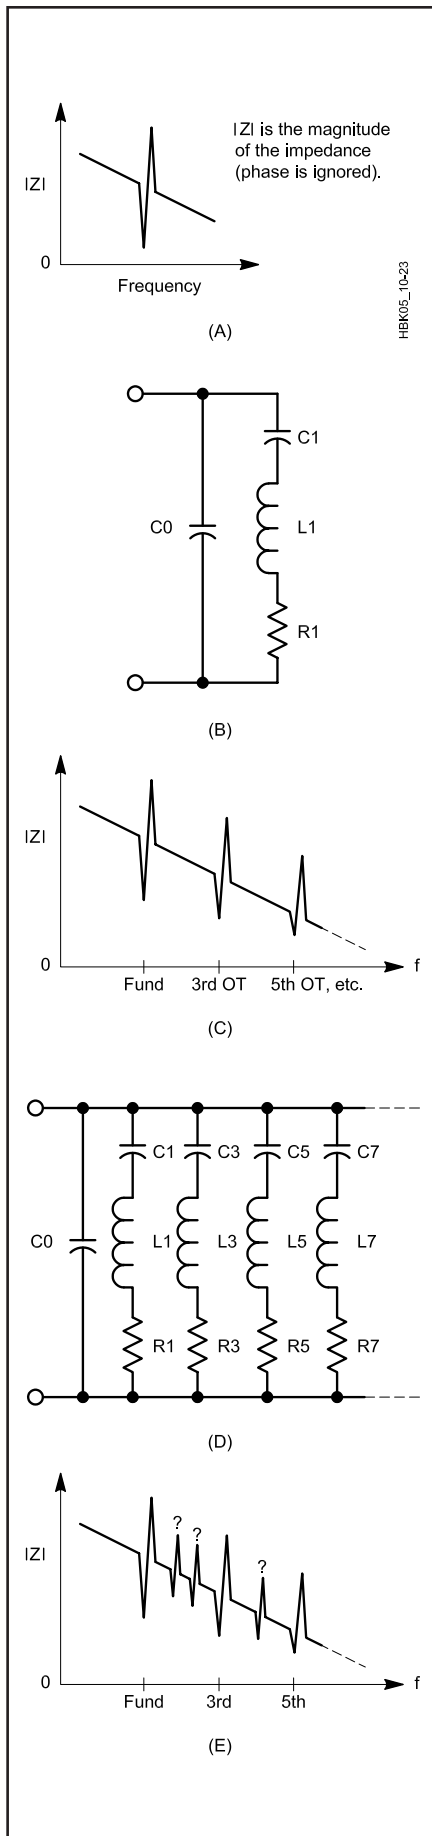 |Z| is the magnitude
of the impedance
(phase is ignored).
|Z|
0
Frequency
HBK05_10-23
(A)
C1
C0
L1
R1
(B)
|Z|
0
f
Fund
3rd OT
5th OT, etc.
(C)
C1
C3
C5
C7
C0
L1
L3
L5
L7
R1
R3
R5
R7
(D)
|Z|
? ? ?
0
f
Fund
3rd
5th
(E)